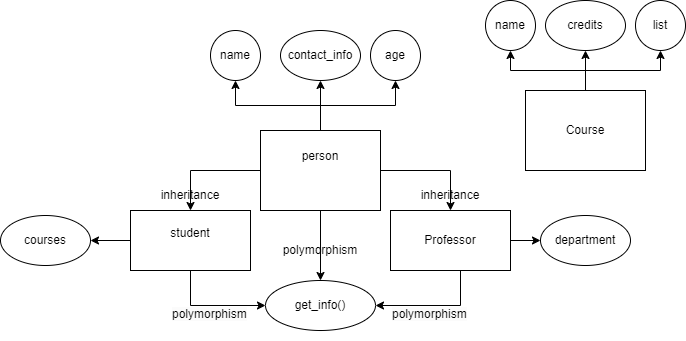 name credits list
name contact_info age
Course
person
inheritance inheritance
student Professor
courses department
polymorphism
get_info()
polymorphism polymorphism